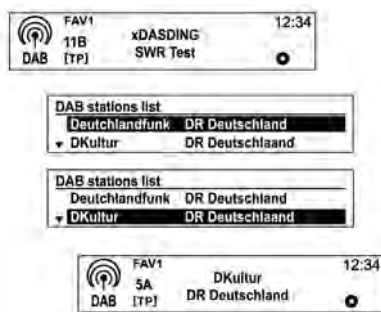 FAV1 12:34
11B xDASDING
DAB [TP] SWR Test
DAB stations list
Deutchlandfunk DR Deutschland
DKultur DR Deutschlaand
DAB stations list
Deutchlandfunk DR Deutschland
DKultur DR Deutschlaand
FAV1 12:34
5A DKultur
DAB [TP] DR Deutschland